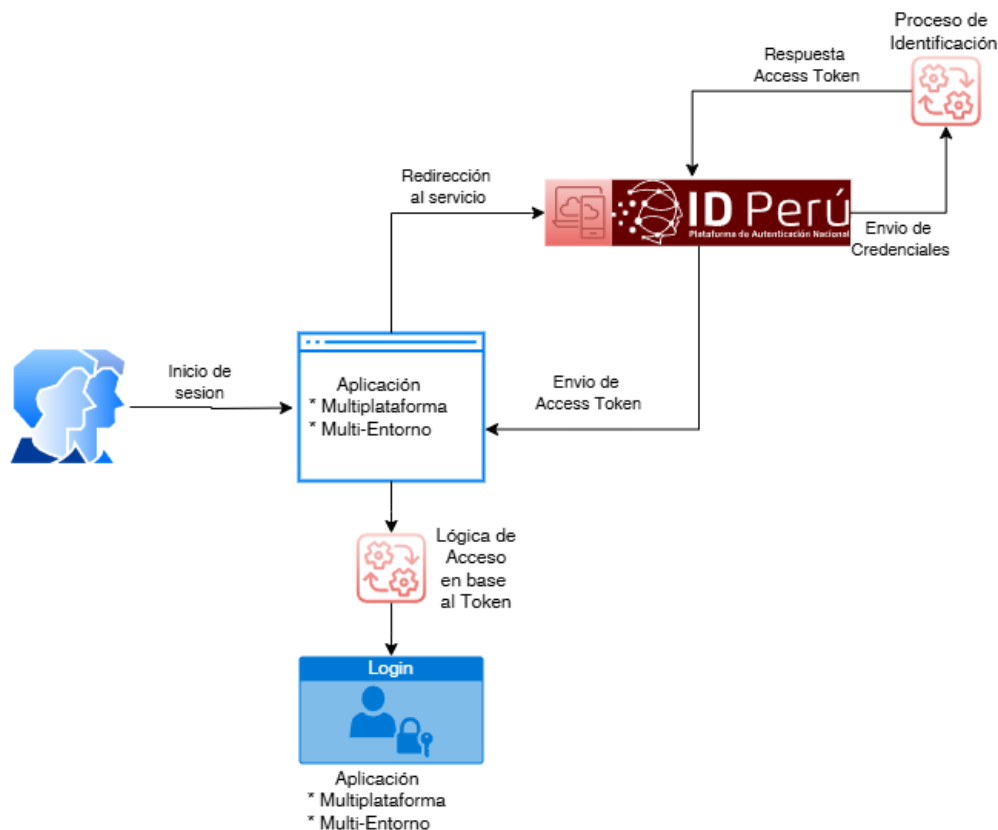 Proceso de
Identificación
Respuesta
Access Token
Redirección
al servicio
ID Perú
Plataforma de Autenticación Nacional
Envio de
Credenciales
Inicio de
sesion
Aplicación
* Multiplataforma
* Multi-Entorno
Envio de
Access Token
Lógica de
Acceso
en base
al Token
Login
Aplicación
* Multiplataforma
* Multi-Entorno